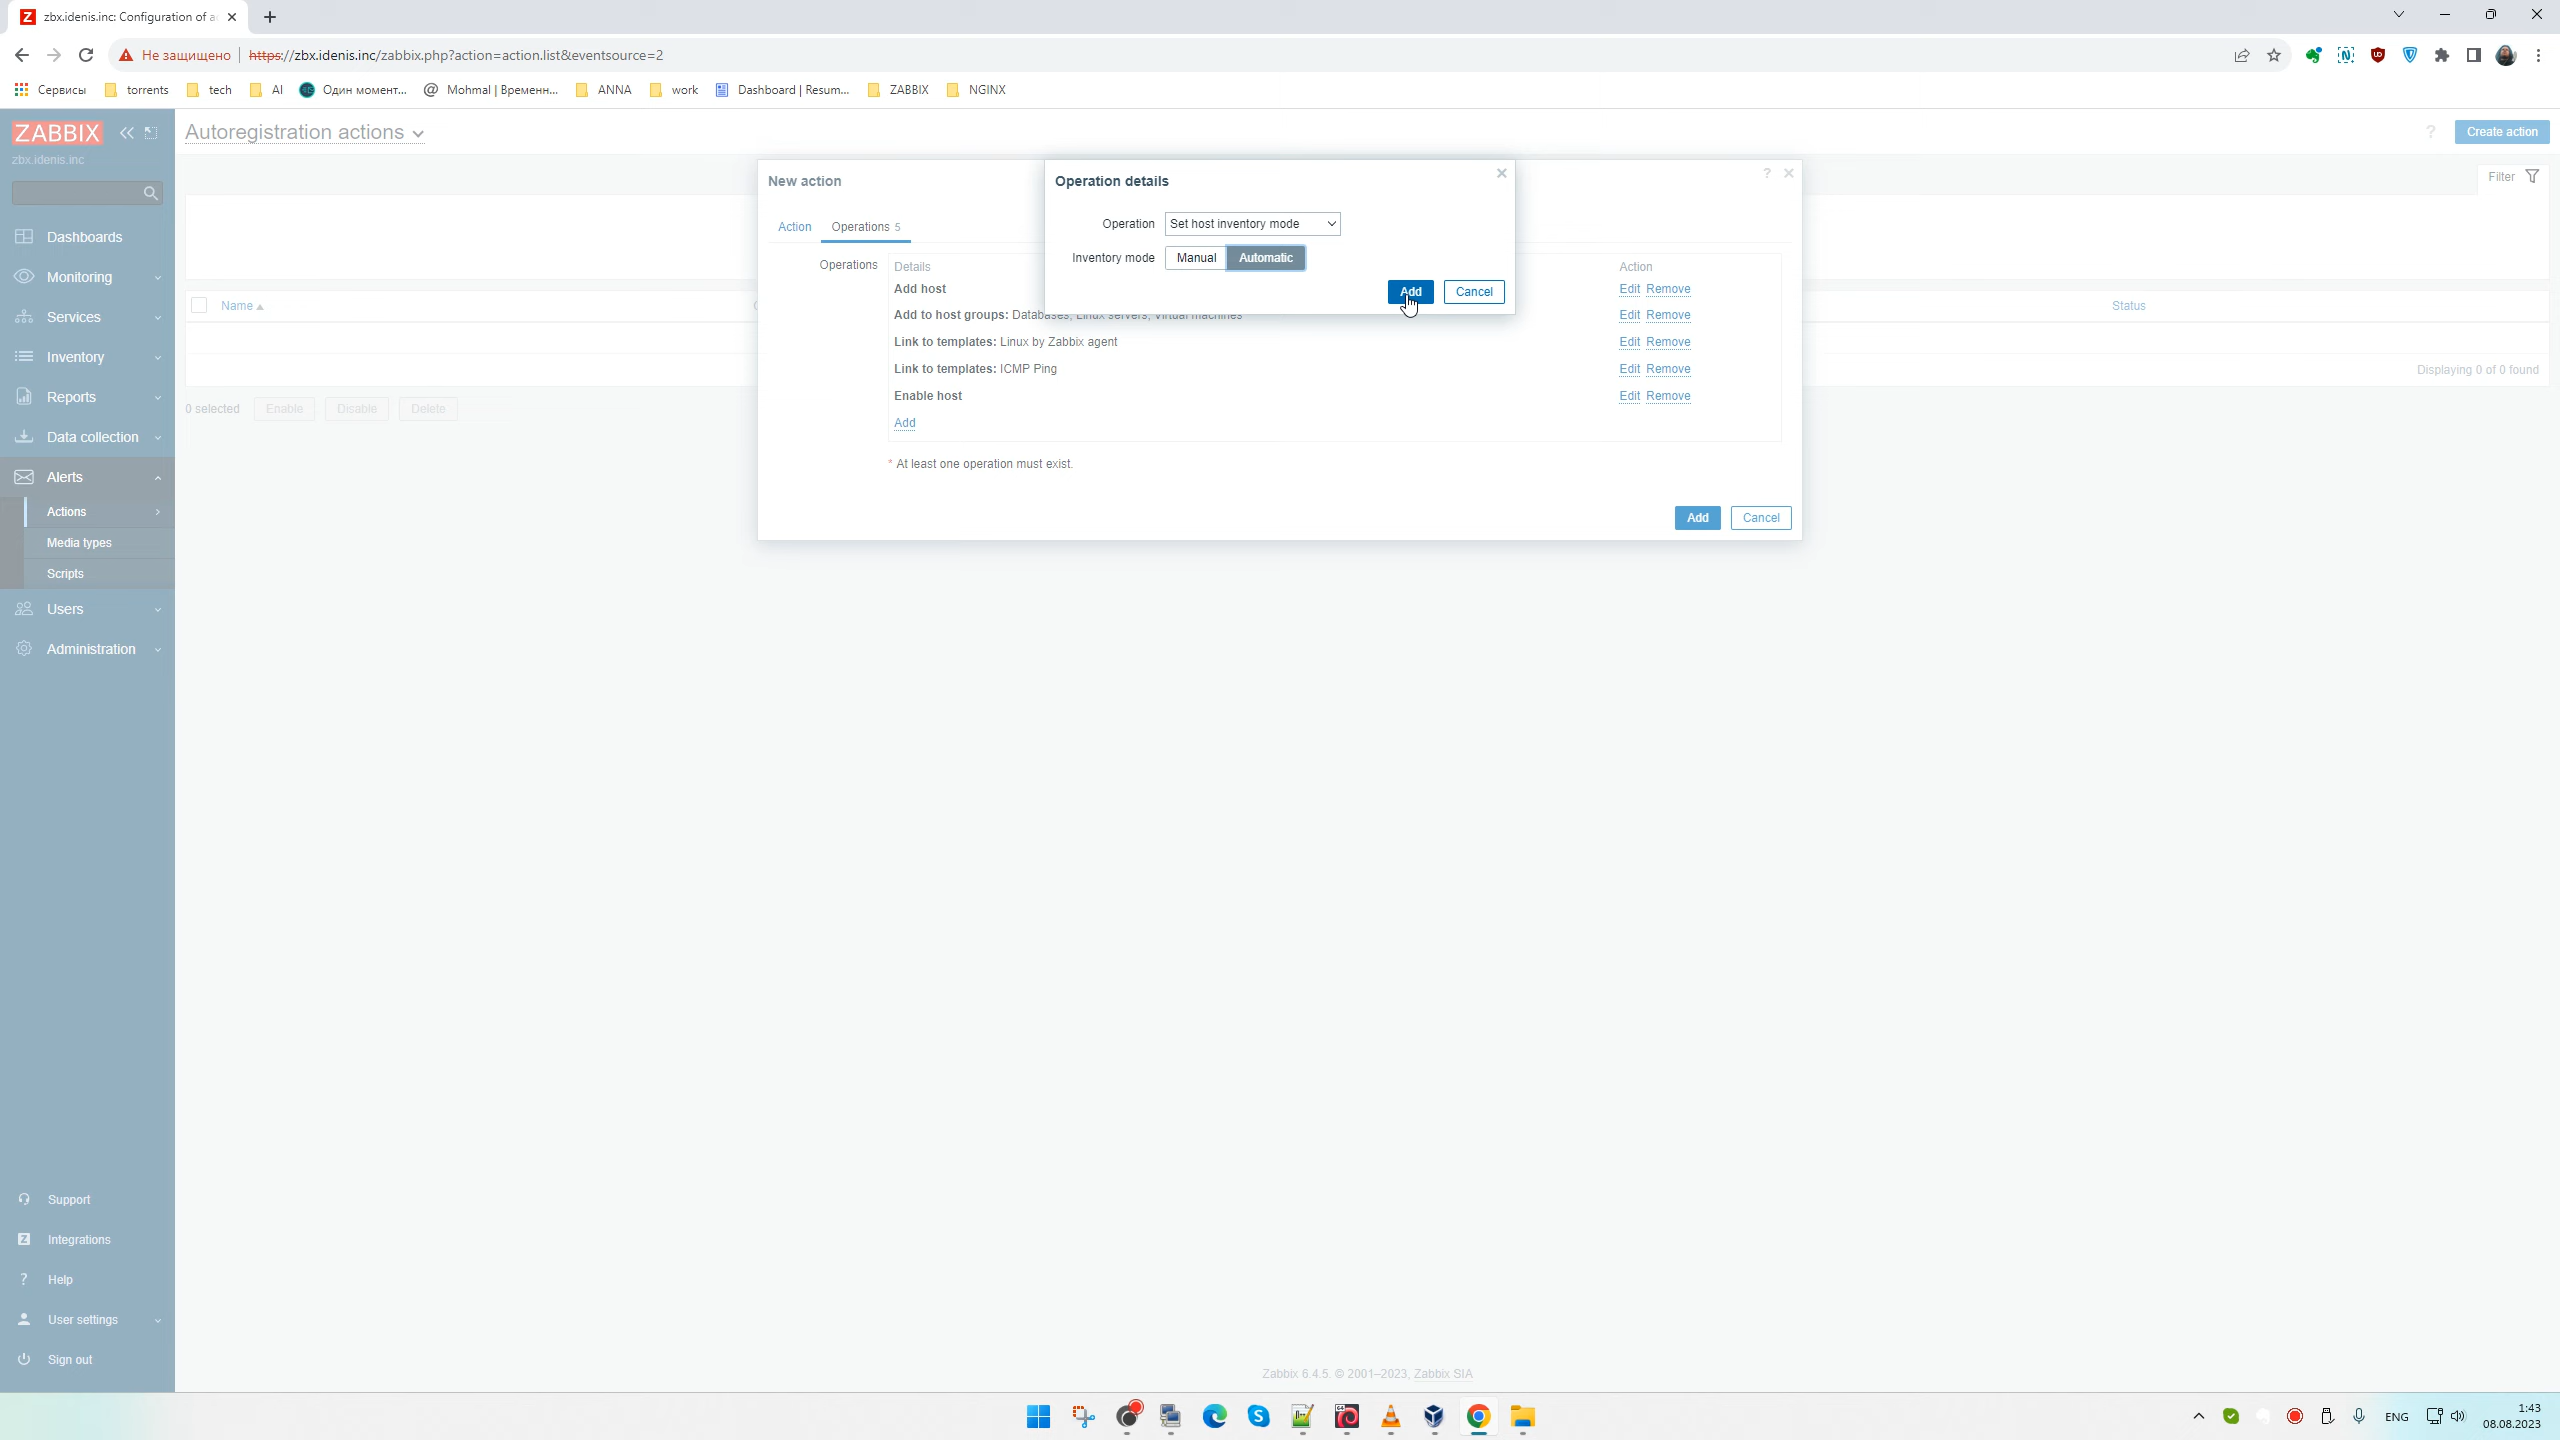 zbx.idenis.inc: Configuration of a
Не защищено https://zbx.idenis.inc/zabbix.php?action=action.list&eventsource=2
Сервисы torrents tech AI Один момент... Mohmal | Временн... ANNA work Dashboard | Resum... ZABBIX NGINX
ZABBIX
zbx.idenis.inc
Autoregistration actions
? Create action
Filter
Dashboards
Monitoring
Services
Inventory
Reports
Data collection
Alerts
Actions
Media types
Scripts
Users
Administration
Support
Integrations
? Help
User settings
Sign out
Name
Status
Displaying 0 of 0 found
0 selected Enable Disable Delete
New action
?
Action Operations 5
Operations Details Action
Add host Edit Remove
Add to host groups: Databases, Linux servers, Virtual machines Edit Remove
Link to templates: Linux by Zabbix agent Edit Remove
Link to templates: ICMP Ping Edit Remove
Enable host Edit Remove
Add
* At least one operation must exist.
Add Cancel
Operation details
Operation Set host inventory mode
Inventory mode Manual Automatic
Add Cancel
Zabbix 6.4.5. © 2001–2023, Zabbix SIA
ENG
1:43
08.08.2023